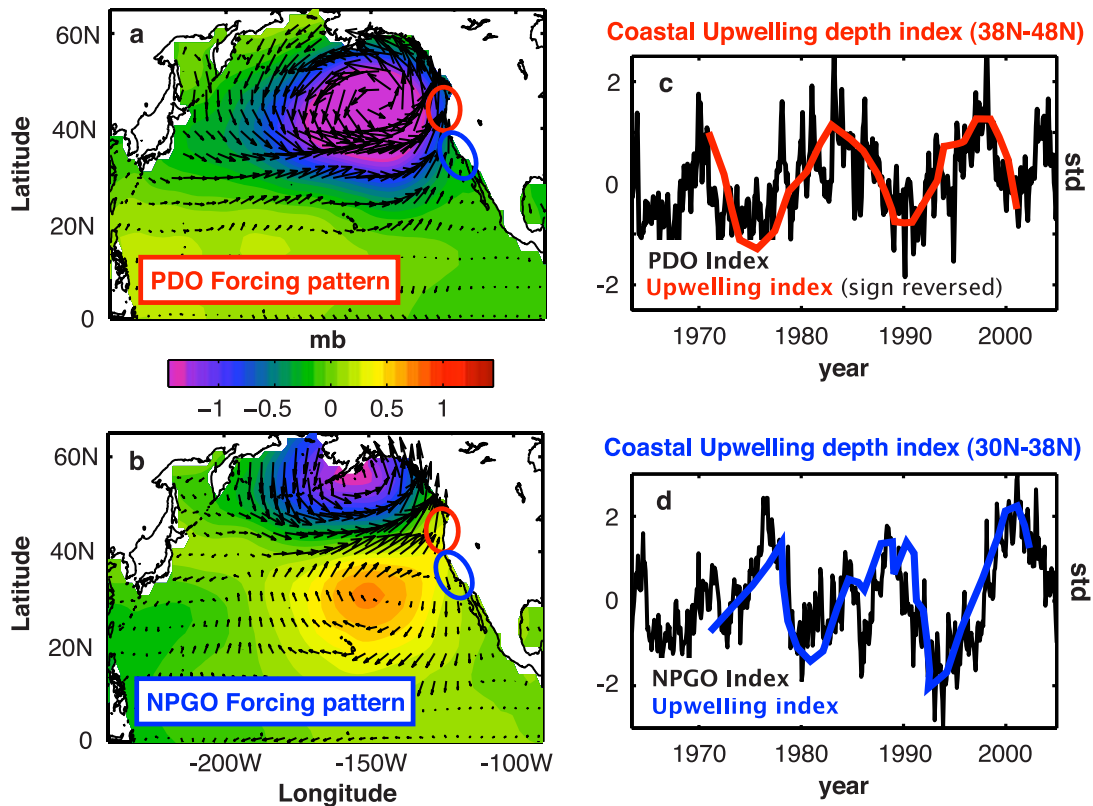 a
60N
40N
20N
0
Latitude
PDO Forcing pattern
mb
−1 −0.5 0 0.5 1
b
60N
40N
20N
0
Latitude
NPGO Forcing pattern
-200W -150W -100W
Longitude
Coastal Upwelling depth index (38N-48N)
c
2
0
-2
std
PDO Index
Upwelling index (sign reversed)
1970 1980 1990 2000
year
Coastal Upwelling depth index (30N-38N)
d
2
0
-2
std
NPGO Index
Upwelling index
1970 1980 1990 2000
year